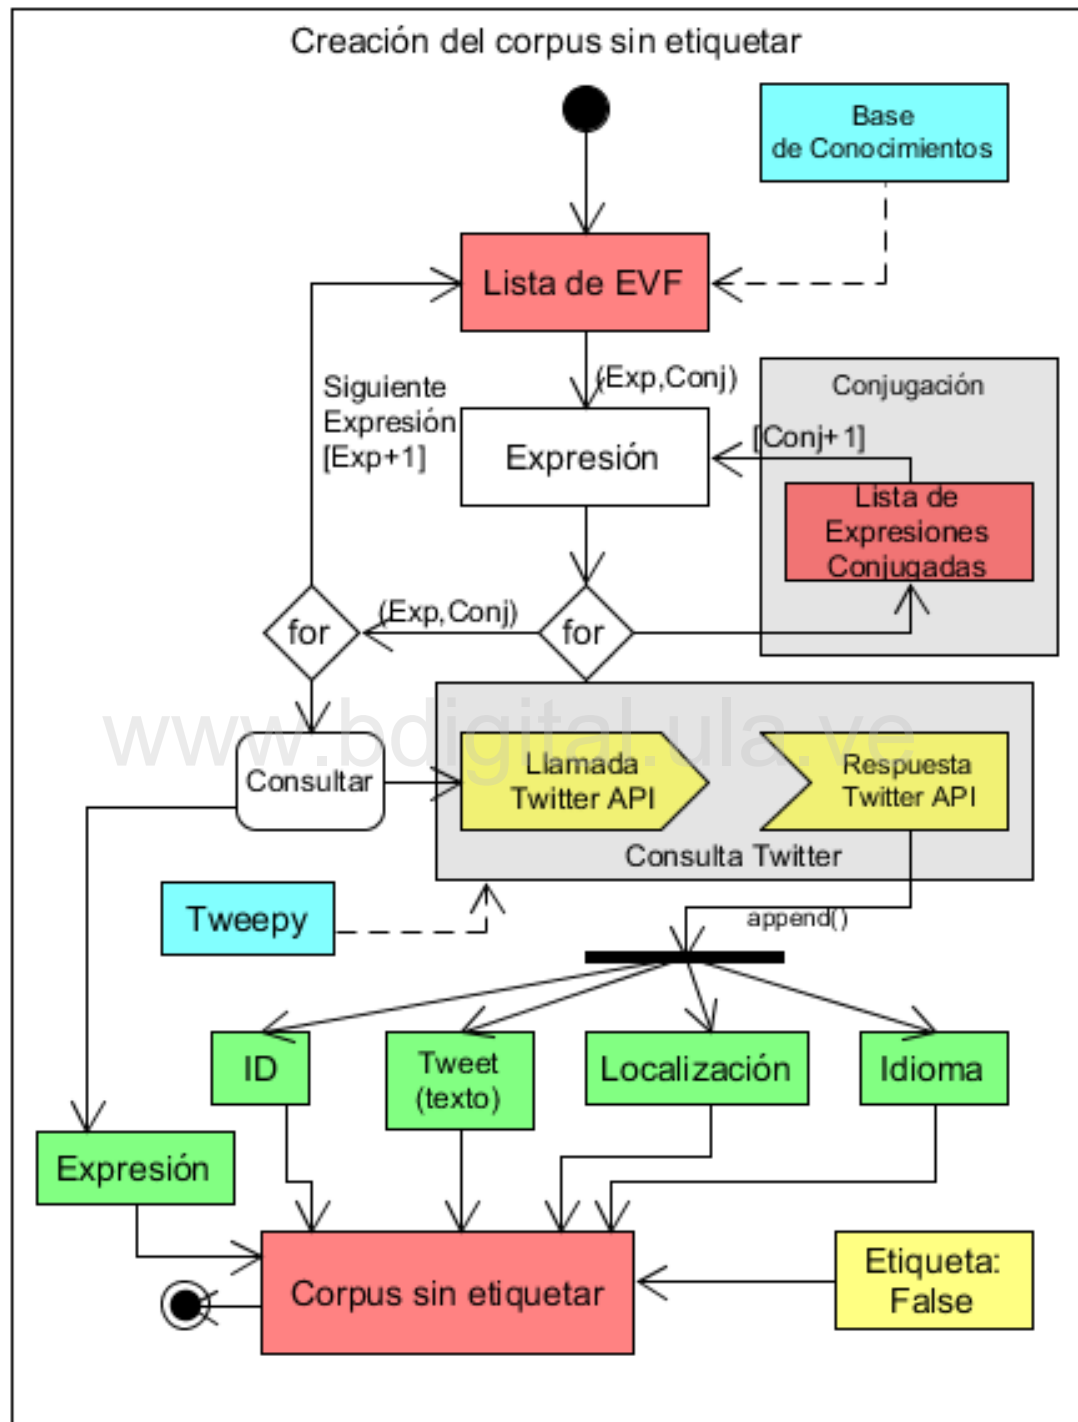 Creación del corpus sin etiquetar
Base
de Conocimientos
Lista de EVF
(Exp,Conj)
Siguiente
Expresión
[Exp+1]
Conjugación
[Conj+1]
Expresión
Lista de
Expresiones
Conjugadas
for
(Exp,Conj)
for
www.bdigital.ula.ve
Consultar
Llamada
Twitter API
Respuesta
Twitter API
Consulta Twitter
Tweepy
append()
ID
Tweet
(texto)
Localización
Idioma
Expresión
Corpus sin etiquetar
Etiqueta:
False